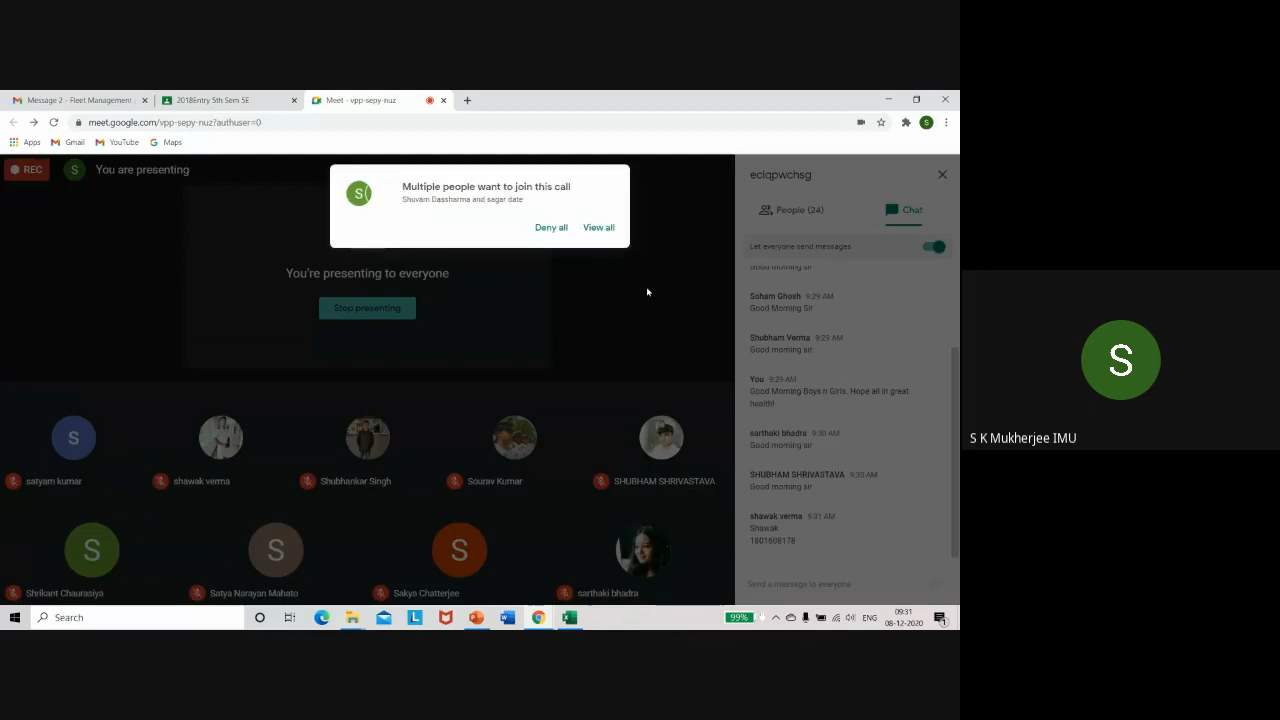 Message 2 - Fleet Management
2018Entry 5th Sem SE
Meet - vpp-sepy-nuz
meet.google.com/vpp-sepy-nuz?authuser=0
S
Apps
Gmail
YouTube
Maps
REC
S
You are presenting
S(
Multiple people want to join this call
Shuvam Dassharma and sagar date
Deny all
View all
You're presenting to everyone
Stop presenting
eclqpwchsg
People (24)
Chat
Let everyone send messages
Good morning sir
Soham Ghosh 9:29 AM
Good Morning Sir
Shubham Verma 9:29 AM
Good morning sir.
You 9:29 AM
Good Morning Boys n Girls. Hope all in great
health!
sarthaki bhadra 9:30 AM
Good morning sir
SHUBHAM SHRIVASTAVA 9:30 AM
Good morning sir
shawak verma 9:31 AM
Shawak
1801608178
Send a message to everyone
S
satyam kumar
shawak verma
Shubhankar Singh
Sourav Kumar
SHUBHAM SHRIVASTAVA
S
S
S
Shrikant Chaurasiya
Satya Narayan Mahato
Sakya Chatterjee
sarthaki bhadra
Search
99%
ENG
09:31
08-12-2020
S
S K Mukherjee IMU